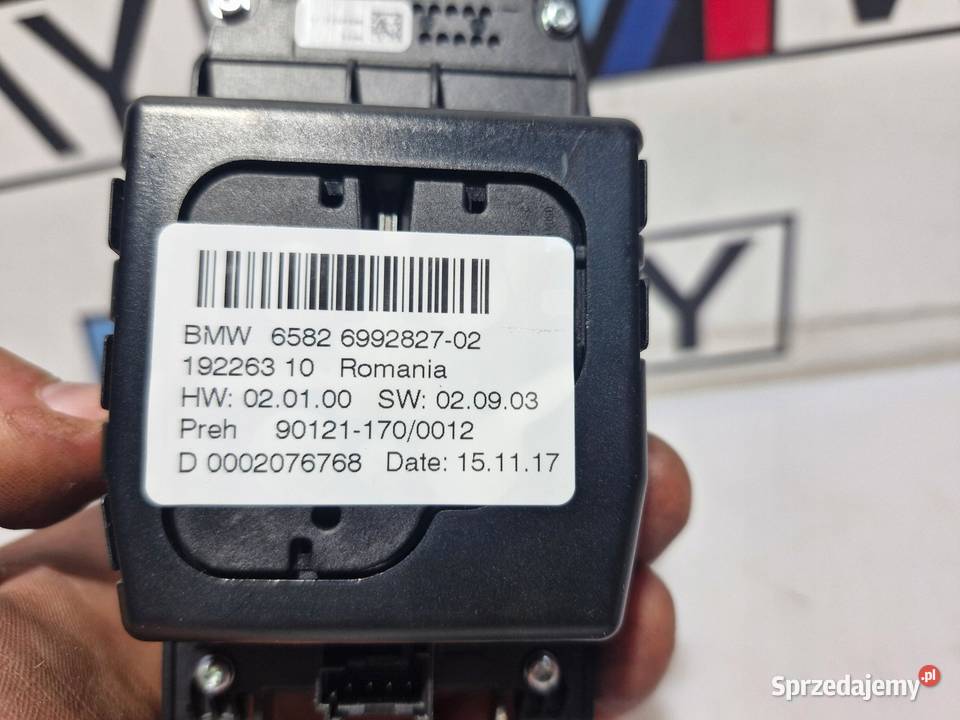 BMW 6582 6992827-02
192263 10 Romania
HW: 02.01.00 SW: 02.09.03
Preh 90121-170/0012
D 0002076768 Date: 15.11.17
Sprzedajemy.pl